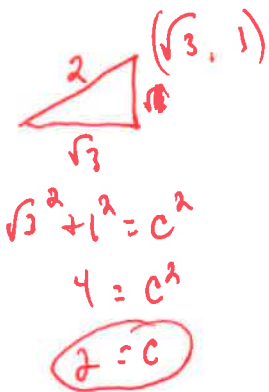 (√3, 1)
2
√3
√3² + 1² = c²
4 = c²
2 = c